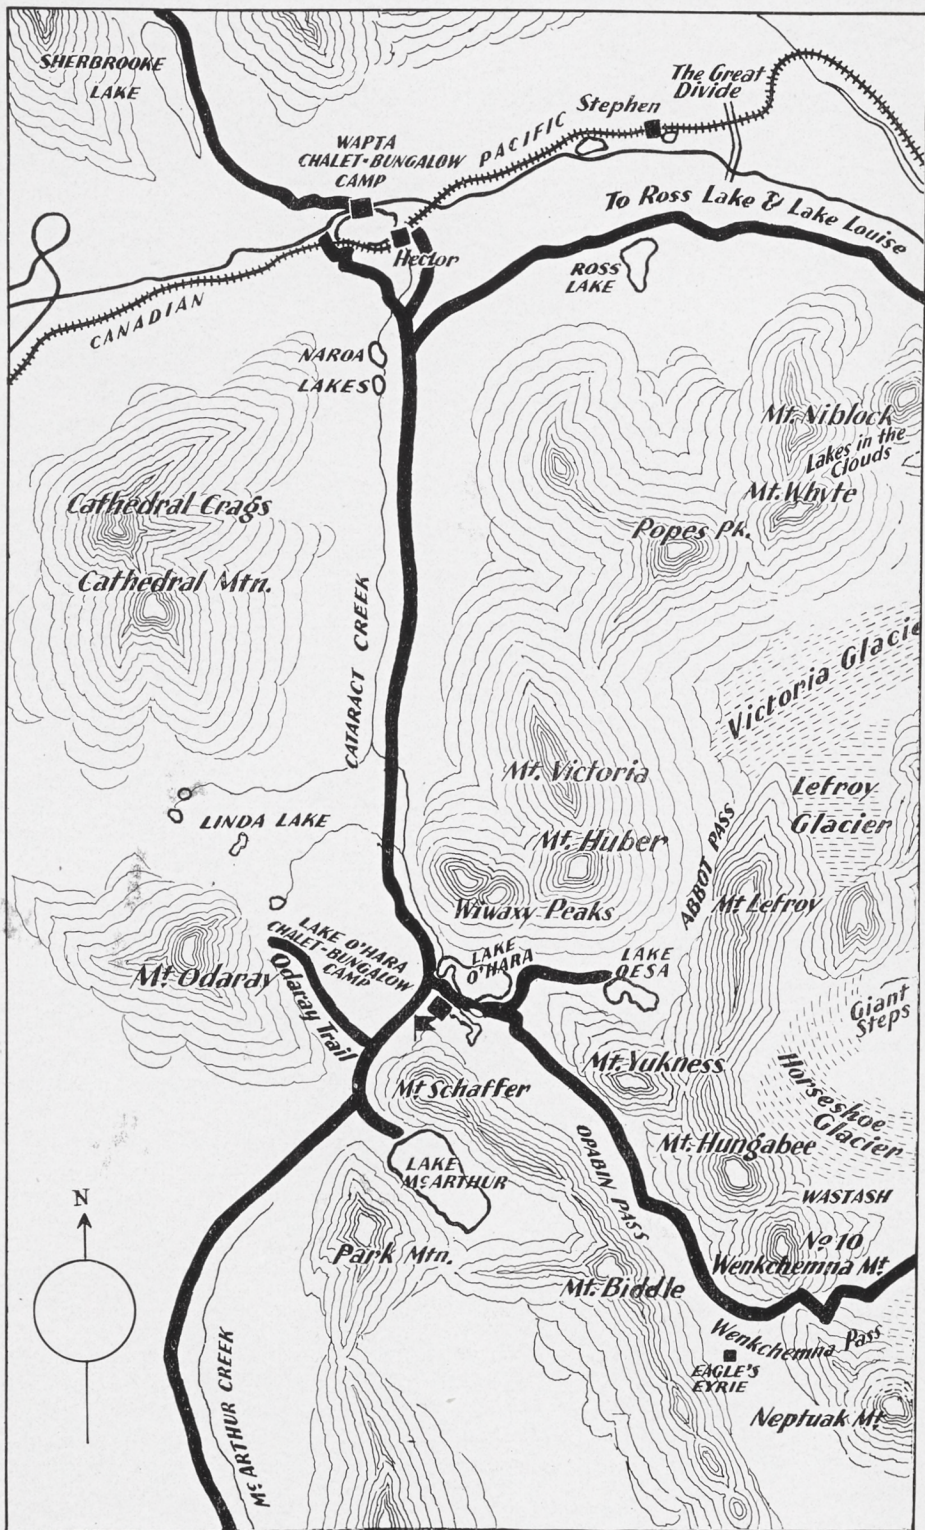 SHERBROOKE
LAKE
The Great
Divide
Stephen
WAPTA
CHALET-BUNGALOW
CAMP
PACIFIC
To Ross Lake & Lake Louise
Hector
ROSS
LAKE
CANADIAN
NAROA
LAKES
Mt. Niblock
Lakes in the
Clouds
Mt. Whyte
Cathedral Crags
Popes Pk.
Cathedral Mtn.
CATARACT CREEK
Victoria Glacie
Mt. Victoria
Lefroy
Glacier
LINDA LAKE
Mt. Huber
ABBOT PASS
Mt. Lefroy
Wiwaxy Peaks
LAKE O'HARA
CHALET-BUNGALOW
CAMP
LAKE
O'HARA
LAKE
OESA
Mt. Odaray
Odaray Trail
Giant
Steps
Mt. Yukness
Horseshoe
Glacier
Mt Schaffer
OPABIN PASS
Mt. Hungabee
LAKE
McARTHUR
WASTASH
N
No 10
Park Mtn.
Wenkchemna Mt
Mt. Biddle
Wenkchemna Pass
EAGLE'S
EYRIE
Neptuak Mt.
McARTHUR CREEK